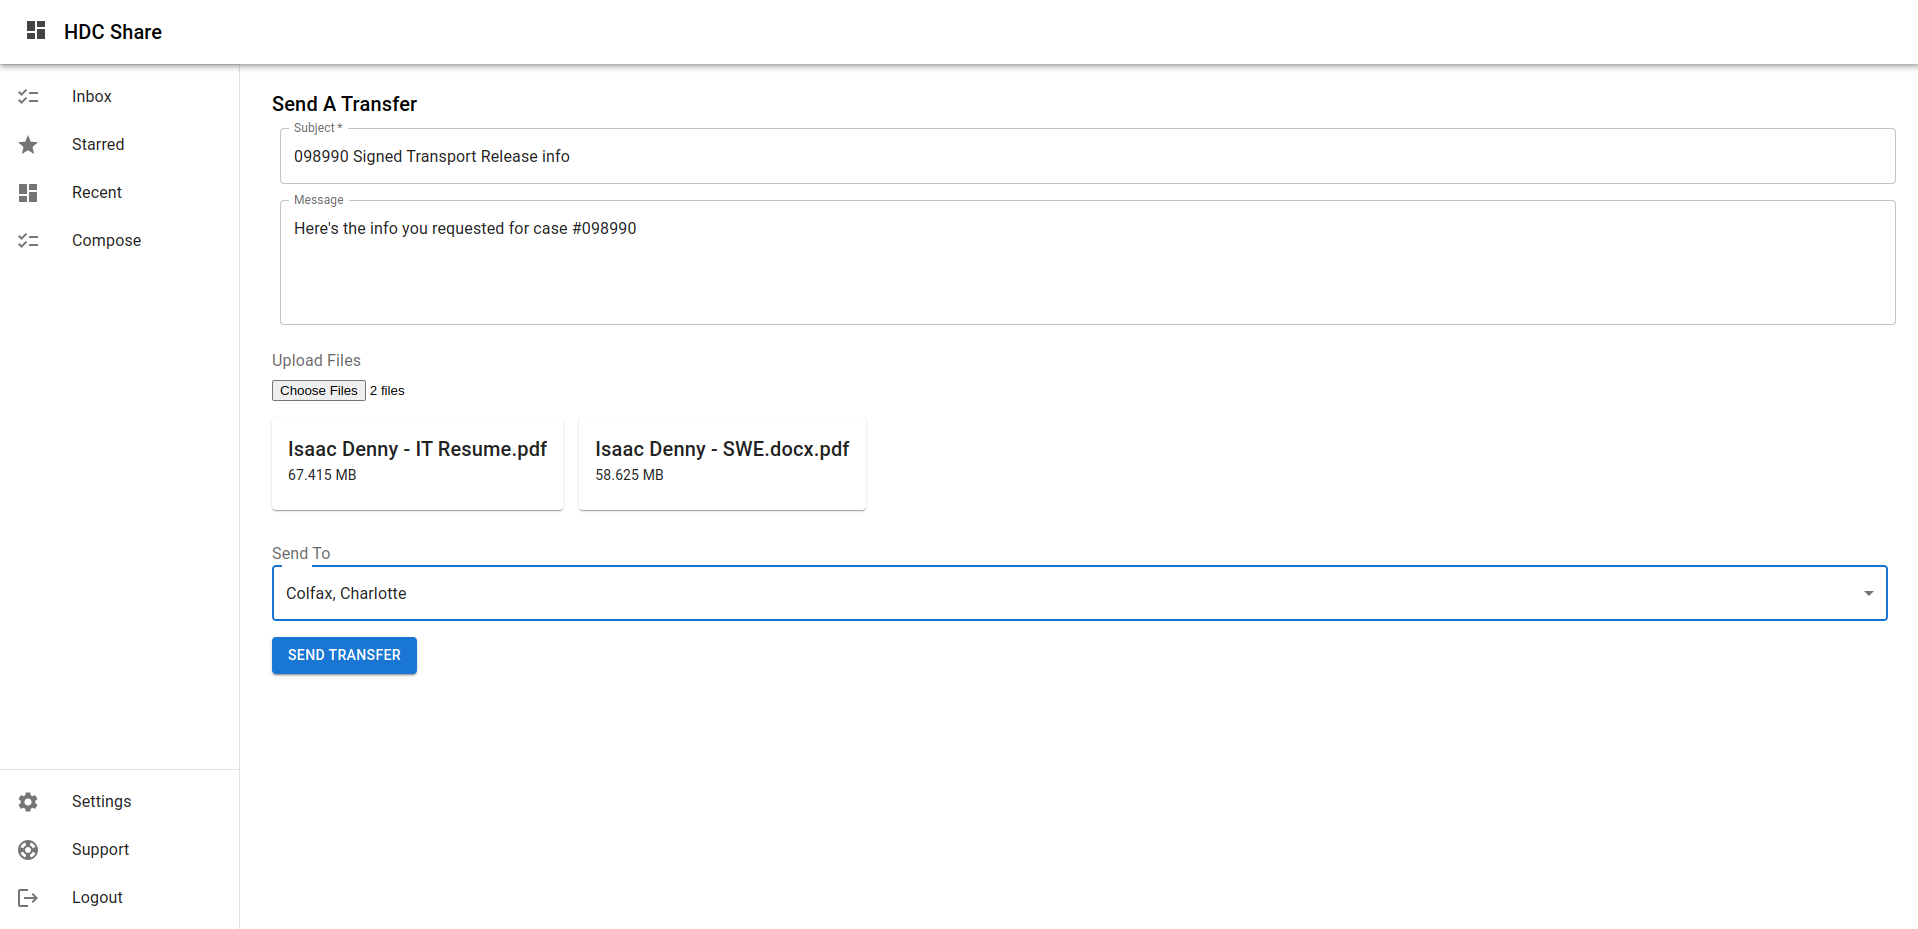 HDC Share
Inbox
Starred
Recent
Compose
Settings
Support
Logout
Send A Transfer
Subject *
098990 Signed Transport Release info
Message
Here's the info you requested for case #098990
Upload Files
Choose Files 2 files
Isaac Denny - IT Resume.pdf
67.415 MB
Isaac Denny - SWE.docx.pdf
58.625 MB
Send To
Colfax, Charlotte
SEND TRANSFER